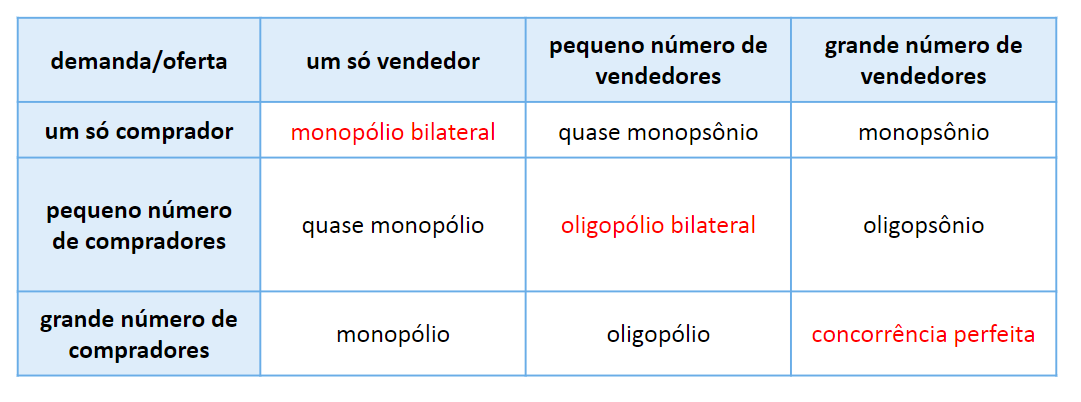 demanda/oferta
um só vendedor
pequeno número de
vendedores
grande número de
vendedores
um só comprador
monopólio bilateral
quase monopsônio
monopsônio
pequeno número
de compradores
quase monopólio
oligopólio bilateral
oligopsônio
grande número de
compradores
monopólio
oligopólio
concorrência perfeita